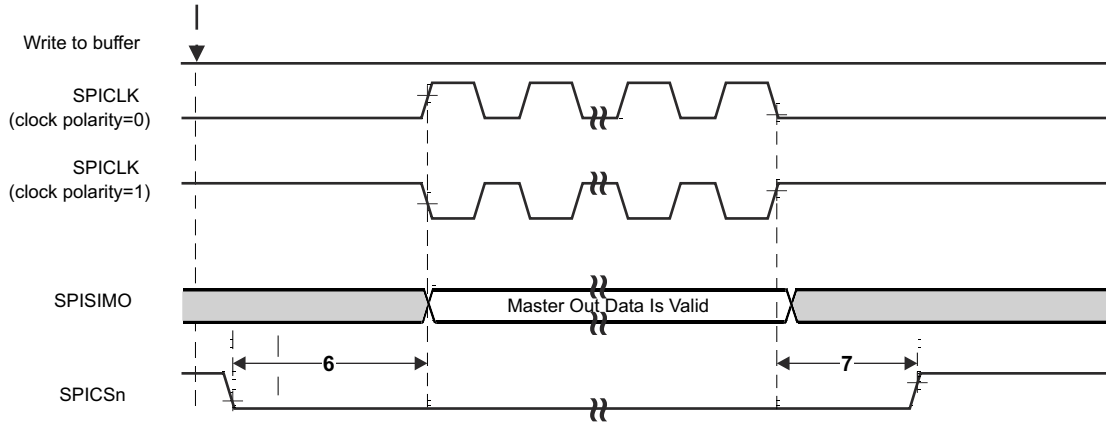 Write to buffer
SPICLK
(clock polarity=0)
SPICLK
(clock polarity=1)
SPISIMO
Master Out Data Is Valid
6
7
SPICSn